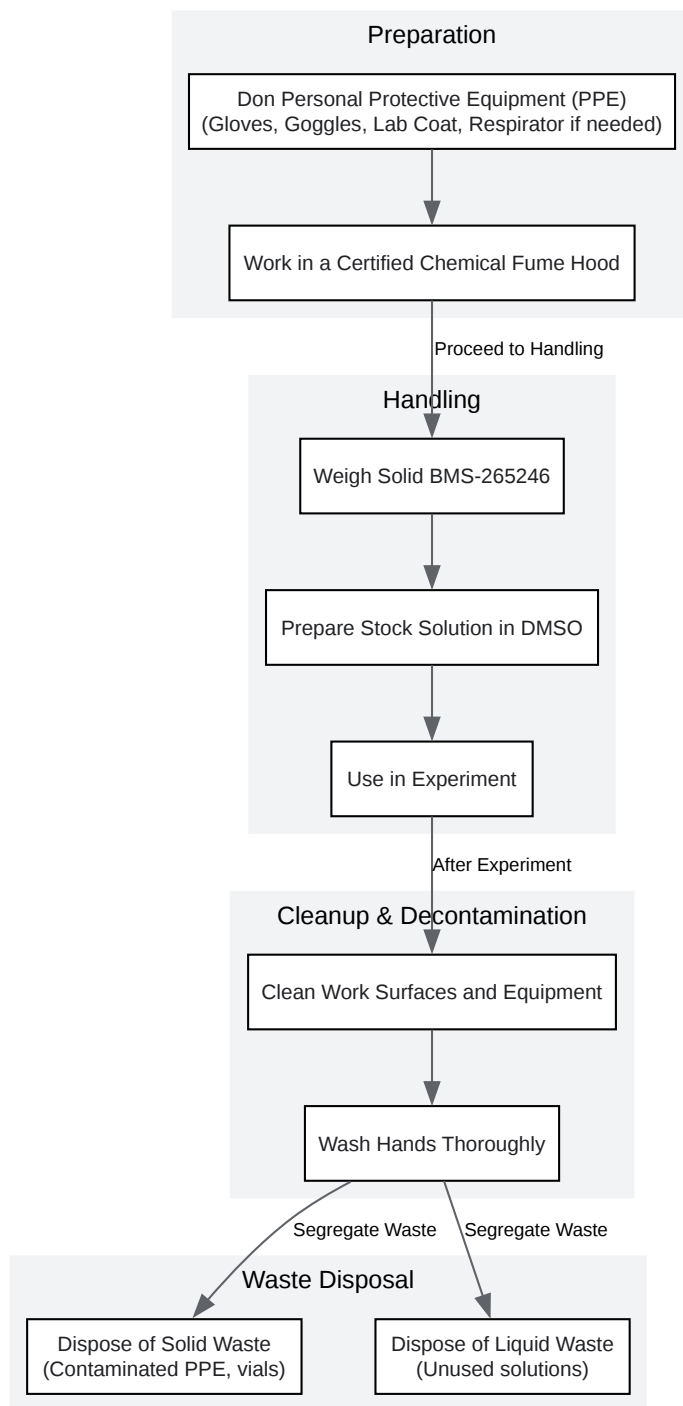 Preparation
Don Personal Protective Equipment (PPE)
(Gloves, Goggles, Lab Coat, Respirator if needed)
Work in a Certified Chemical Fume Hood
Proceed to Handling
Handling
Weigh Solid BMS-265246
Prepare Stock Solution in DMSO
Use in Experiment
After Experiment
Cleanup & Decontamination
Clean Work Surfaces and Equipment
Wash Hands Thoroughly
Segregate Waste
Segregate Waste
Waste Disposal
Dispose of Solid Waste
(Contaminated PPE, vials)
Dispose of Liquid Waste
(Unused solutions)